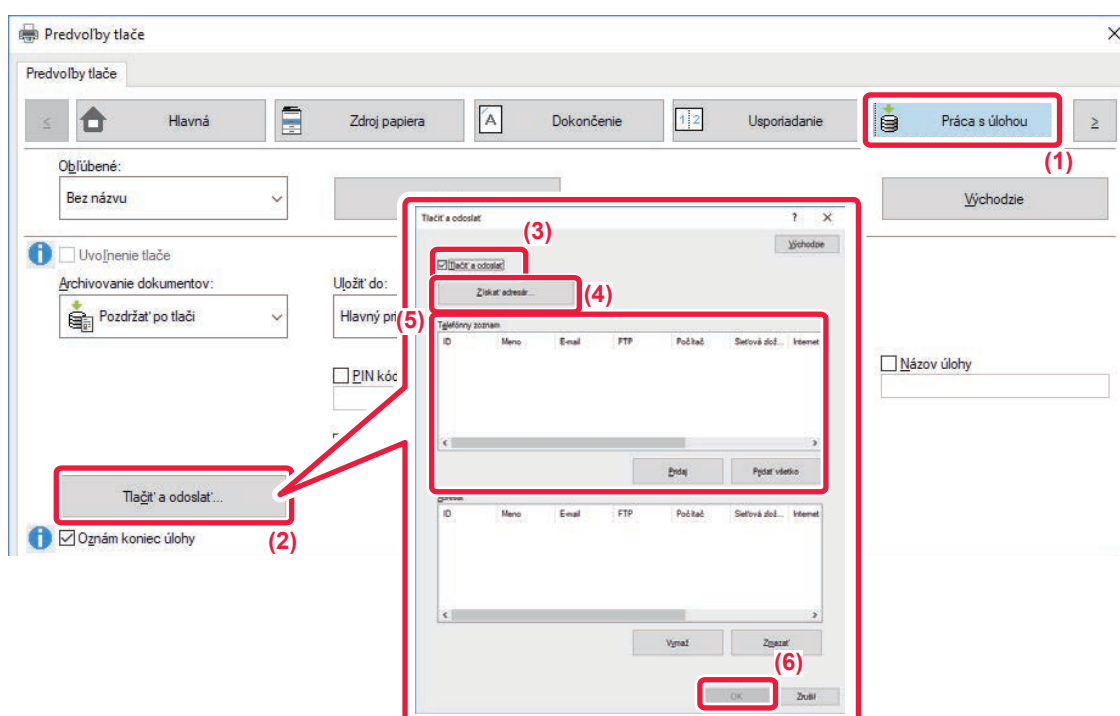 Predvoľby tlače
Predvoľby tlače
Hlavná
Zdroj papiera
A
Dokončenie
1 2
Usporiadanie
Práca s úlohou
(1)
Obľúbené:
Bez názvu
Východzie
Uvoľnenie tlače
Archivovanie dokumentov:
Pozdržať po tlači
Uložiť do:
PIN kód
Názov úlohy
Tlačiť a odoslať...
(2)
Oznám koniec úlohy
Tlačiť a odoslať
? X
Východzie
(3)
Tlačiť a odoslať
Získať adresár...
(4)
(5)
Telefónny zoznam
ID Meno E-mail FTP Počítač Sieťová zlož... Internet
Pridaj
Pridať všetko
ID Meno E-mail FTP Počítač Sieťová zlož... Internet
Vymaž
Zmazať
(6)
OK
Zrušiť